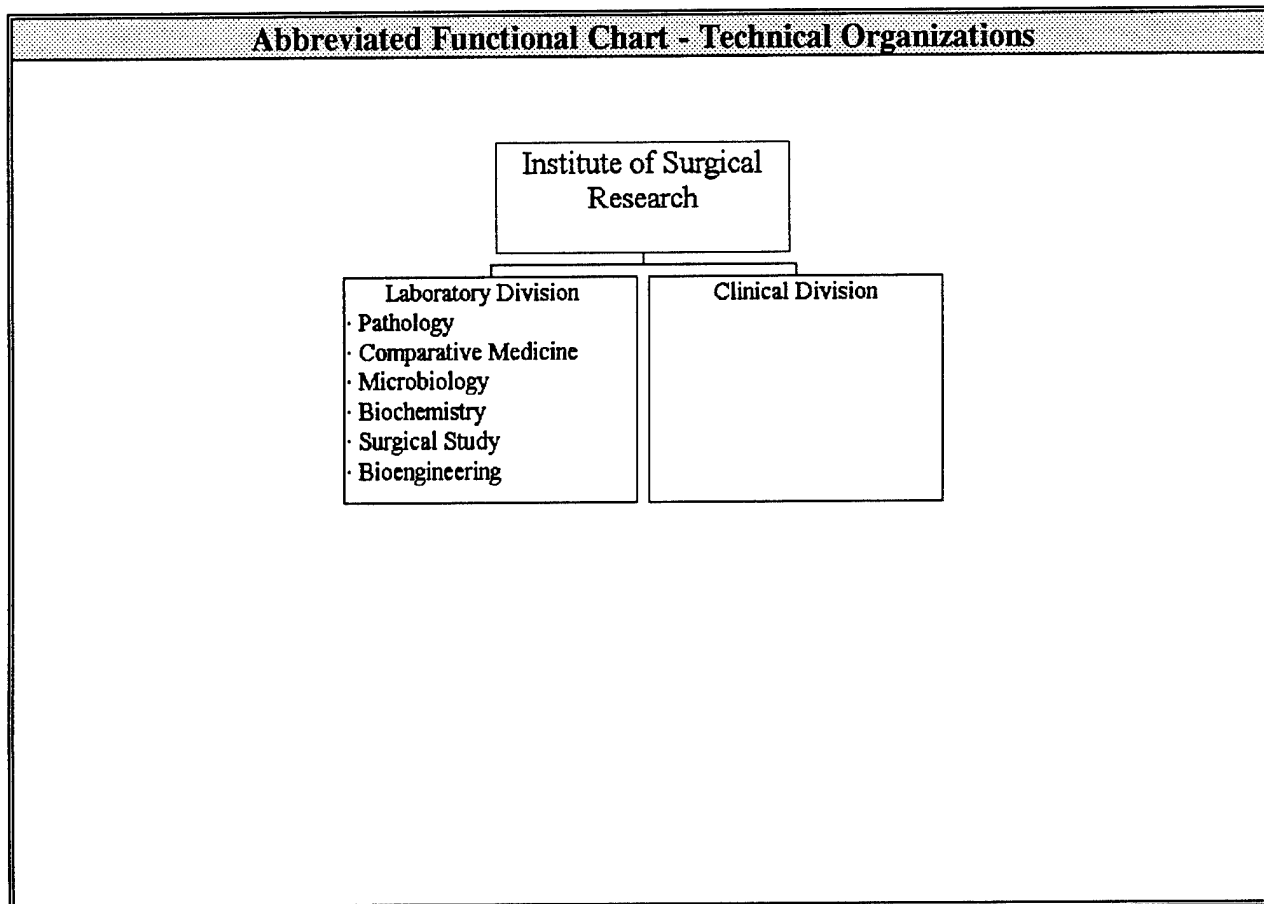 Abbreviated Functional Chart - Technical Organizations
Institute of Surgical
Research
Laboratory Division
· Pathology
· Comparative Medicine
· Microbiology
· Biochemistry
· Surgical Study
· Bioengineering
Clinical Division